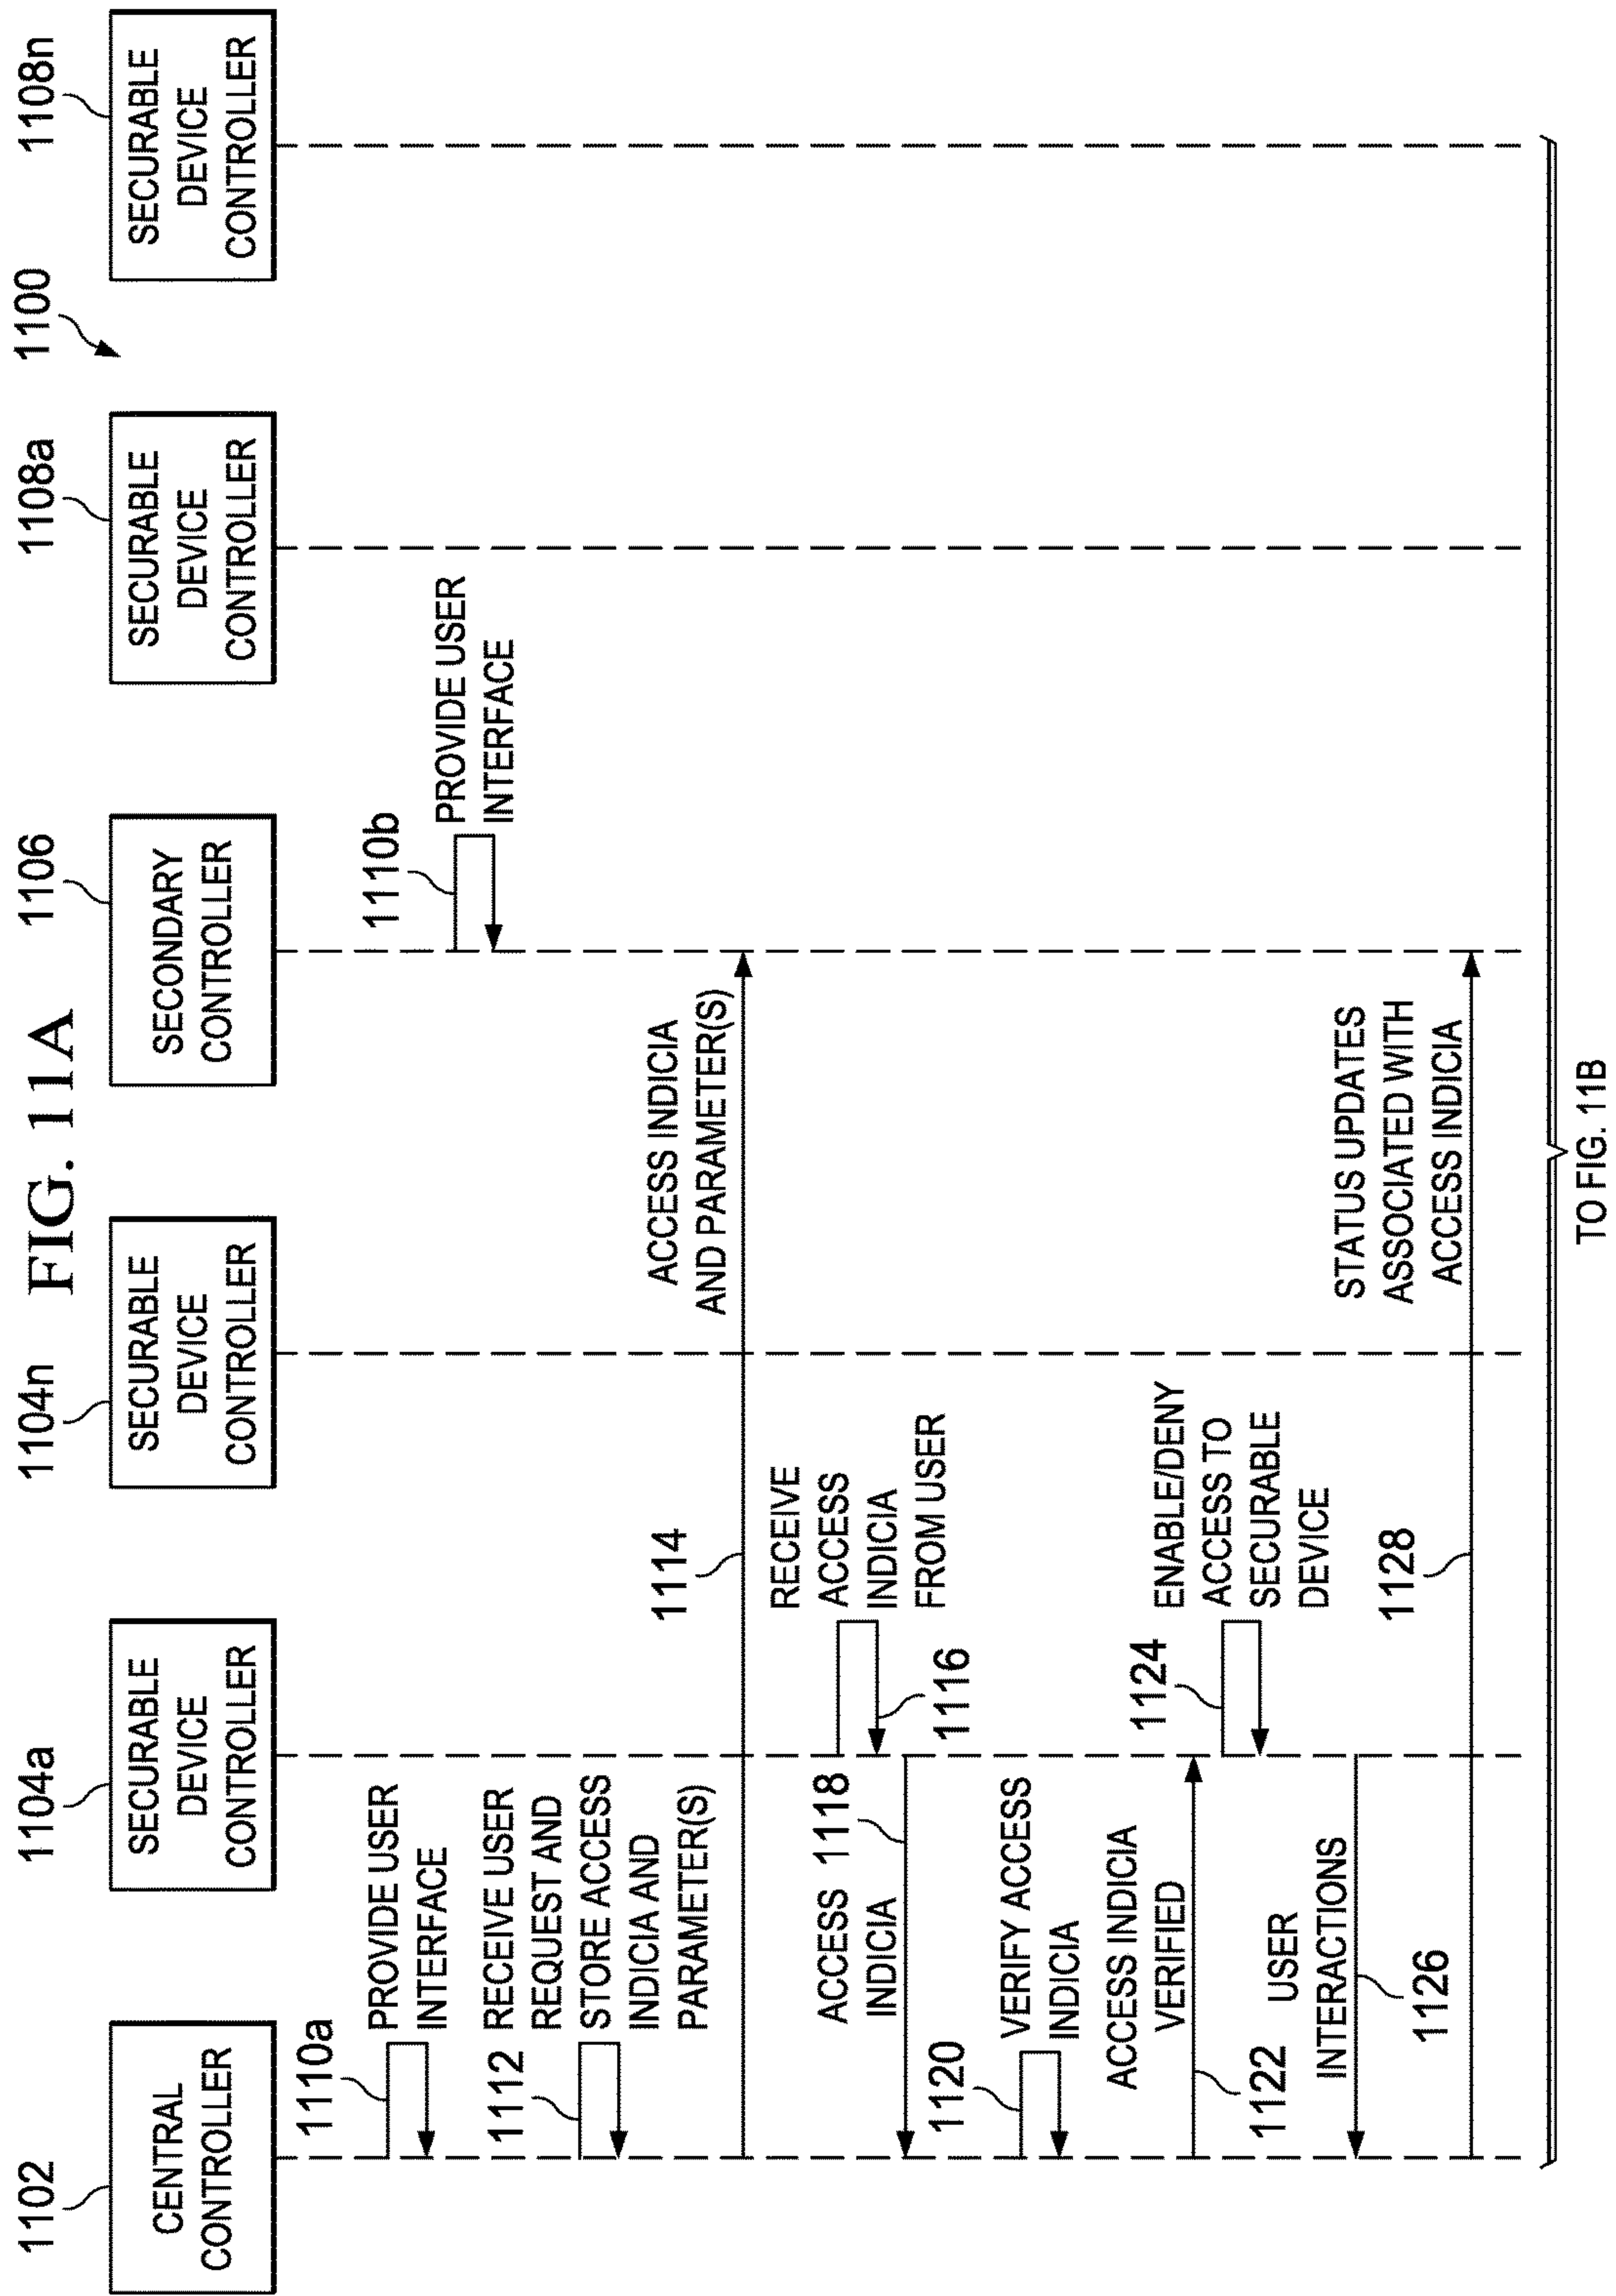 FIG. 11A
1102
CENTRAL
CONTROLLER
1104a
SECURABLE
DEVICE
CONTROLLER
1104n
SECURABLE
DEVICE
CONTROLLER
1106
SECONDARY
CONTROLLER
1108a
SECURABLE
DEVICE
CONTROLLER
1100
1108n
SECURABLE
DEVICE
CONTROLLER
1110a
PROVIDE USER
INTERFACE
1110b
PROVIDE USER
INTERFACE
1112
RECEIVE USER
REQUEST AND
STORE ACCESS
INDICIA AND
PARAMETER(S)
1114
ACCESS INDICIA
AND PARAMETER(S)
RECEIVE
ACCESS
INDICIA
FROM USER
1116
ACCESS
INDICIA
1118
1120
VERIFY ACCESS
INDICIA
ACCESS INDICIA
VERIFIED
1122
1124
ENABLE/DENY
ACCESS TO
SECURABLE
DEVICE
USER
INTERACTIONS
1126
1128
STATUS UPDATES
ASSOCIATED WITH
ACCESS INDICIA
TO FIG. 11B